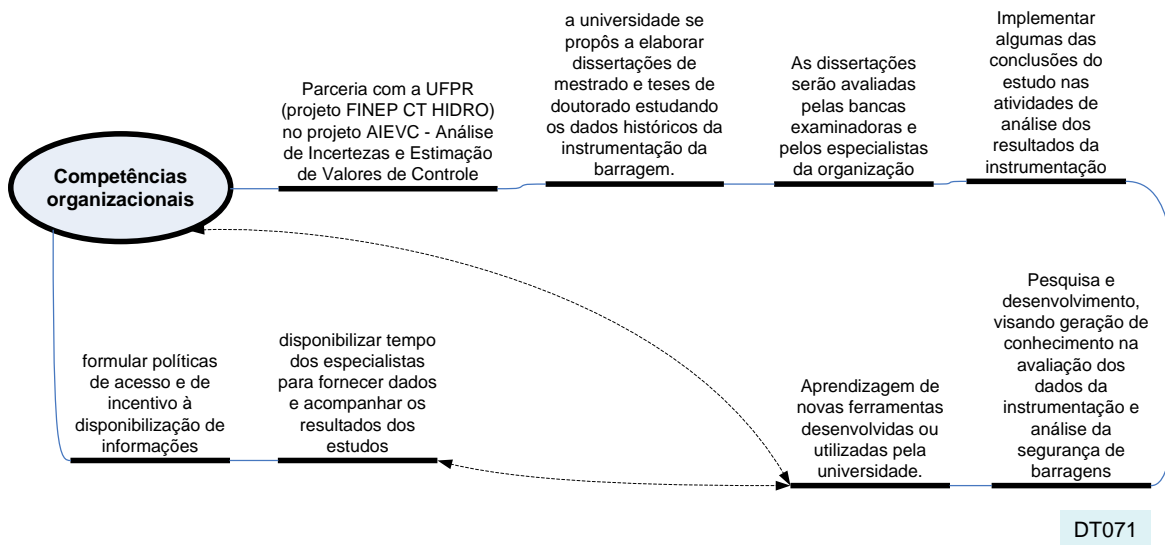 Competências
organizacionais
Parceria com a UFPR
(projeto FINEP CT HIDRO)
no projeto AIEVC - Análise
de Incertezas e Estimação
de Valores de Controle
a universidade se
propôs a elaborar
dissertações de
mestrado e teses de
doutorado estudando
os dados históricos da
instrumentação da
barragem.
As dissertações
serão avaliadas
pelas bancas
examinadoras e
pelos especialistas
da organização
Implementar
algumas das
conclusões do
estudo nas
atividades de
análise dos
resultados da
instrumentação
Pesquisa e
desenvolvimento,
visando geração de
conhecimento na
avaliação dos
dados da
instrumentação e
análise da
segurança de
barragens
Aprendizagem de
novas ferramentas
desenvolvidas ou
utilizadas pela
universidade.
formular políticas
de acesso e de
incentivo à
disponibilização de
informações
disponibilizar tempo
dos especialistas
para fornecer dados
e acompanhar os
resultados dos
estudos
DT071